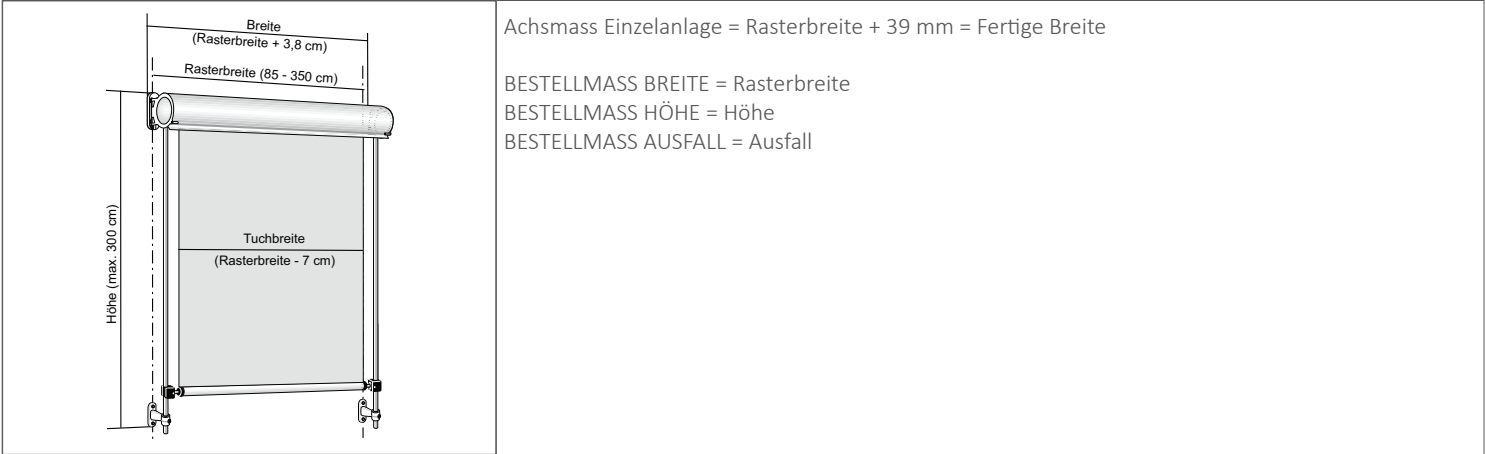 Breite
(Rasterbreite + 3,8 cm)
Rasterbreite (85 - 350 cm)
Höhe (max. 300 cm)
Tuchbreite
(Rasterbreite - 7 cm)
Achsmass Einzelanlage = Rasterbreite + 39 mm = Fertige Breite
BESTELLMASS BREITE = Rasterbreite
BESTELLMASS HÖHE = Höhe
BESTELLMASS AUSFALL = Ausfall